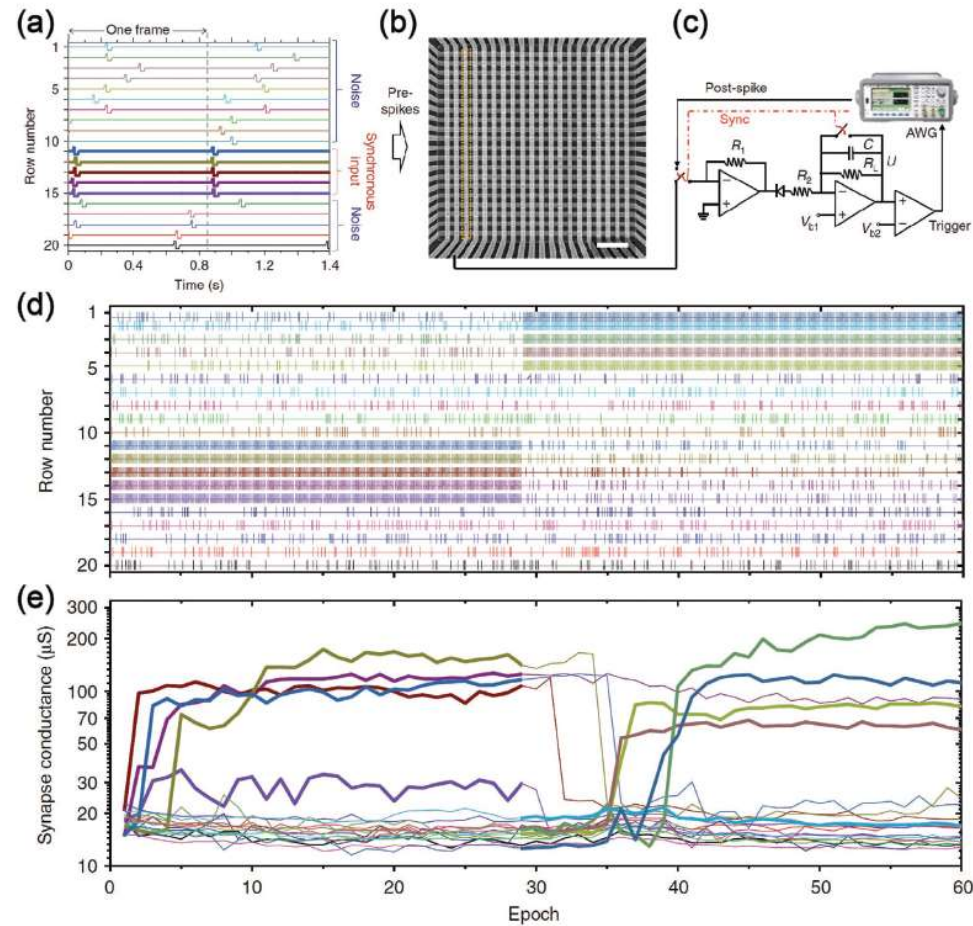 (a)
One frame
1
5
10
15
20
Row number
0
0.4
0.8
1.2
1.4
Time (s)
Noise
Synchronous
input
Noise
Pre-
spikes
(b)
(c)
Post-spike
Sync
AWG
R1
R2
C
RL
U
Vb1
Vb2
Trigger
(d)
1
5
10
15
20
Row number
(e)
300
200
100
70
50
30
20
10
Synapse conductance (µS)
0
10
20
30
40
50
60
Epoch